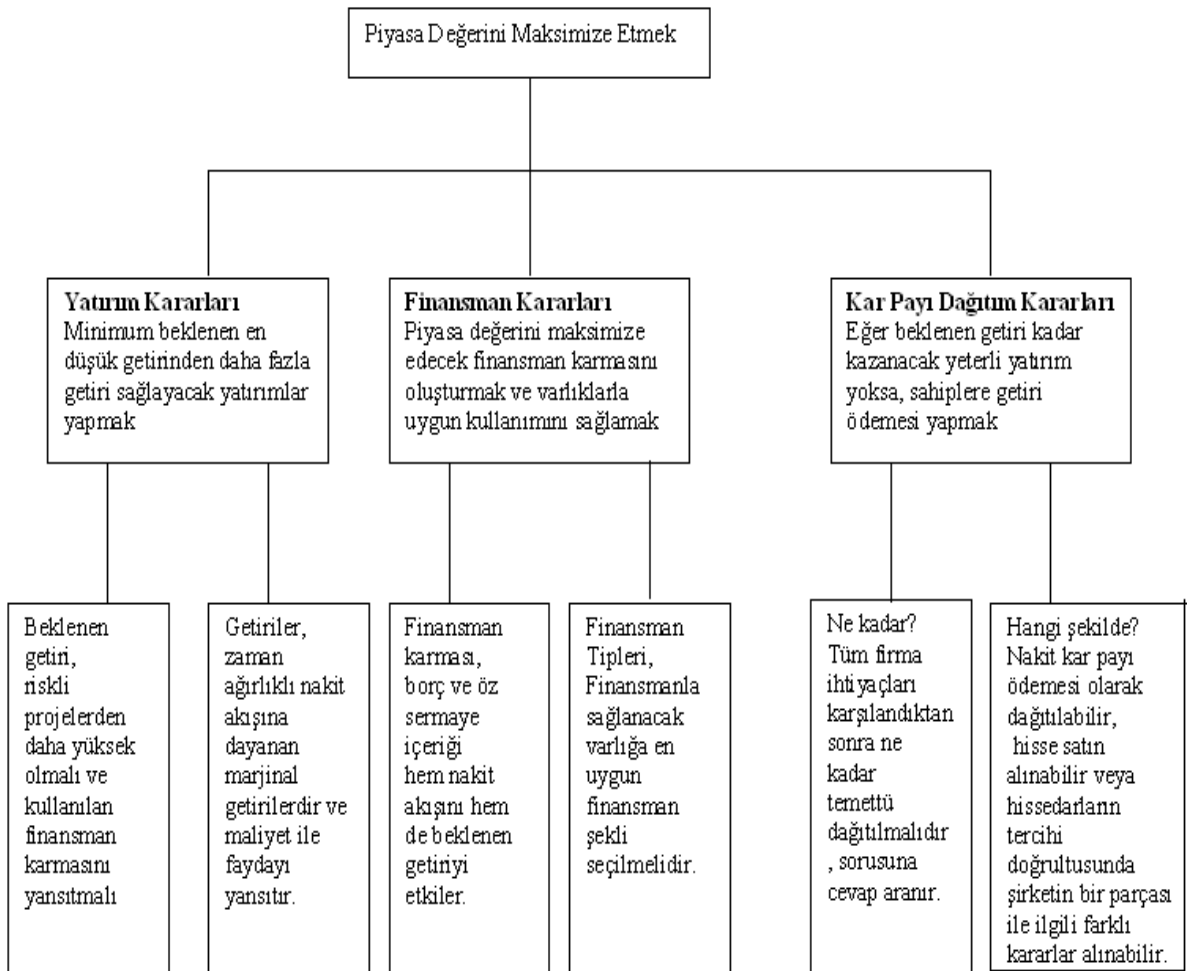 Piyasa Değerini Maksimize Etmek
Yatırım Kararları
Minimum beklenen en
düşük getirinden daha fazla
getiri sağlayacak yatırımlar
yapmak
Finansman Kararları
Piyasa değerini maksimize
edecek finansman karmasını
oluşturmak ve varlıklarla
uygun kullanımını sağlamak
Kar Payı Dağıtım Kararları
Eğer beklenen getiri kadar
kazanacak yeterli yatırım
yoksa, sahiplere getiri
ödemesi yapmak
Beklenen
getiri,
riskli
projelerden
daha yüksek
olmalı ve
kullanılan
finansman
karmasını
yansıtmalı
Getiriler,
zaman
ağırlıklı nakit
akışına
dayanan
marjinal
getirilerdir ve
maliyet ile
faydayı
yansıtır.
Finansman
karması,
borç ve öz
sermaye
içeriği
hem nakit
akışını hem
de beklenen
getiriyi
etkiler.
Finansman
Tipleri,
Finansmanla
sağlanacak
varlığa en
uygun
finansman
şekli
seçilmelidir.
Ne kadar?
Tüm firma
ihtiyaçları
karşılandıktan
sonra ne
kadar
temettü
dağıtılmalıdır
, sorusuna
cevap aranır.
Hangi şekilde?
Nakit kar payı
ödemesi olarak
dağıtılabilir,
hisse satın
alınabilir veya
hissedarların
tercihi
doğrultusunda
şirketin bir parçası
ile ilgili farklı
kararlar alınabilir.